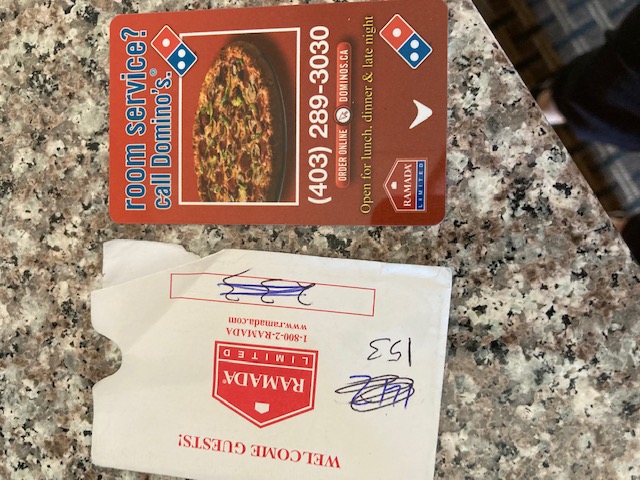 room service?
call Domino's.®
(403) 289-3030
ORDER ONLINE DOMINOS.CA
Open for lunch, dinner & late night
RAMADA
LIMITED
WELCOME GUESTS!
RAMADA
LIMITED
1-800-2-RAMADA
www.ramada.com
153